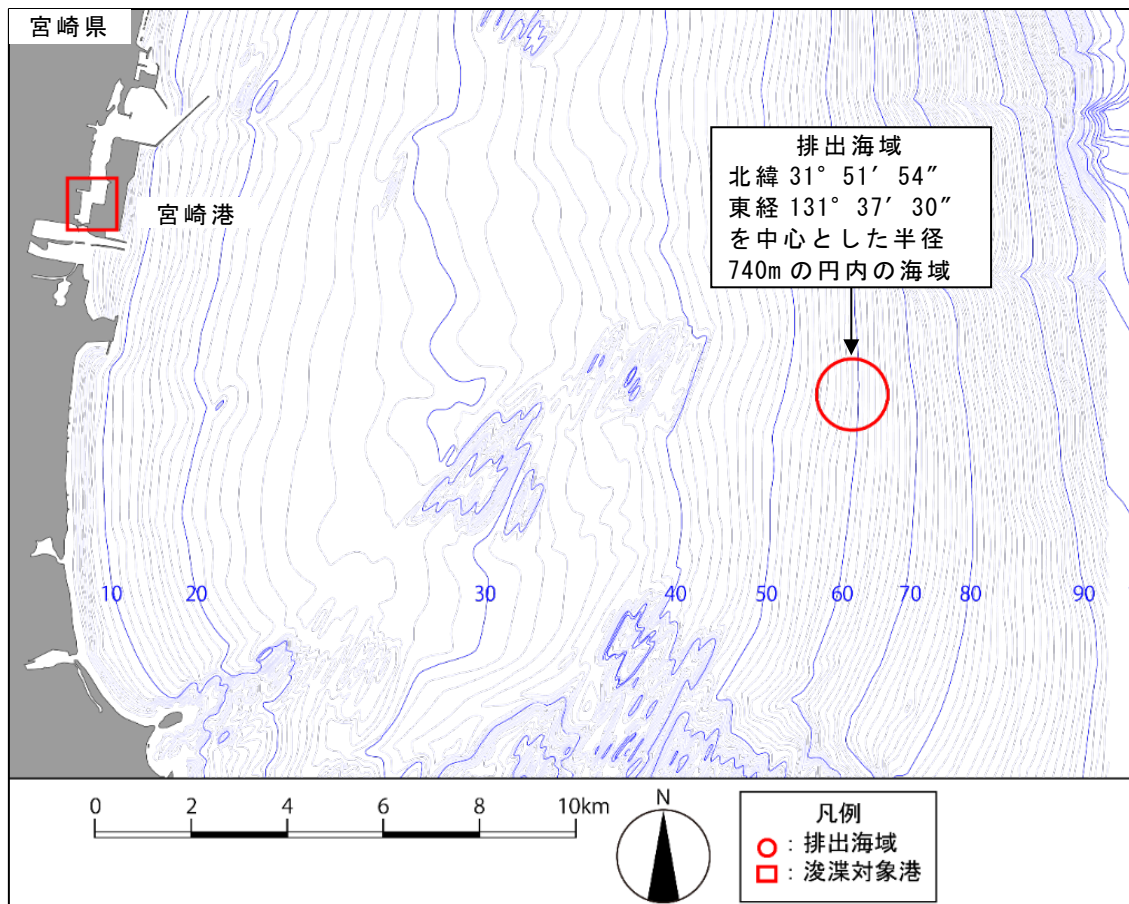 宮崎県
排出海域
北緯 31° 51′ 54″
東経 131° 37′ 30″
を中心とした半径
740m の円内の海域
宮崎港
10 20 30 40 50 60 70 80 90
0 2 4 6 8 10km
N
凡例
：排出海域
：浚渫対象港